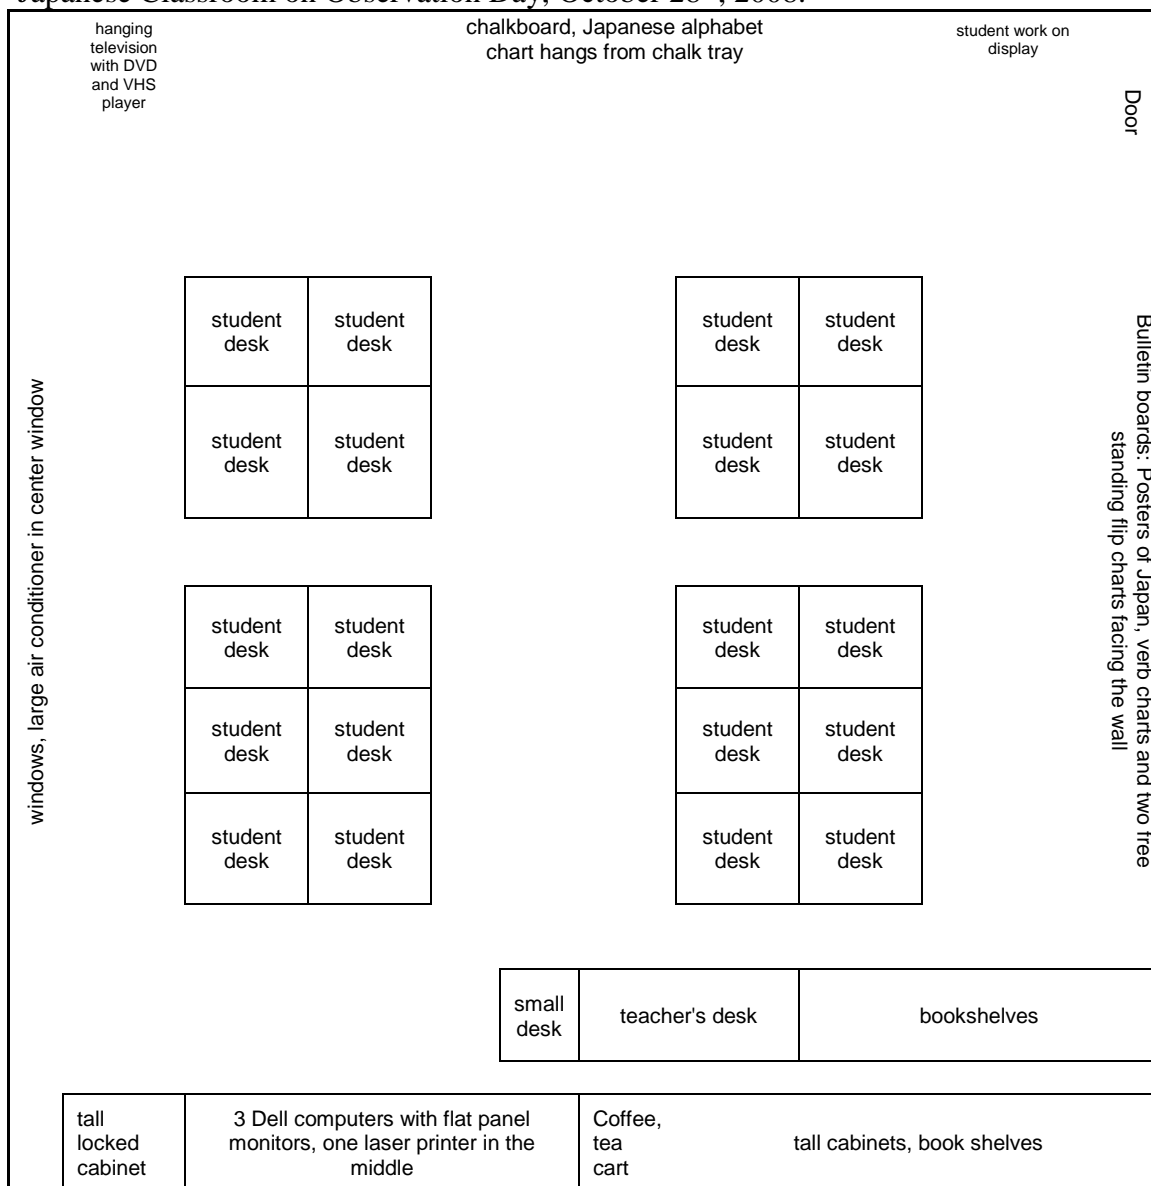 Japanese Classroom on Observation Day, October 28
hanging
television
with DVD
and VHS
player
chalkboard, Japanese alphabet
chart hangs from chalk tray
student work on
display
Door
windows, large air conditioner in center window
Bulletin boards: Posters of Japan, verb charts and two free
standing flip charts facing the wall
student
desk
student
desk
student
desk
student
desk
student
desk
student
desk
student
desk
student
desk
student
desk
student
desk
student
desk
student
desk
student
desk
student
desk
student
desk
student
desk
student
desk
student
desk
student
desk
student
desk
small
desk
teacher's desk
bookshelves
tall
locked
cabinet
3 Dell computers with flat panel
monitors, one laser printer in the
middle
Coffee,
tea
cart
tall cabinets, book shelves